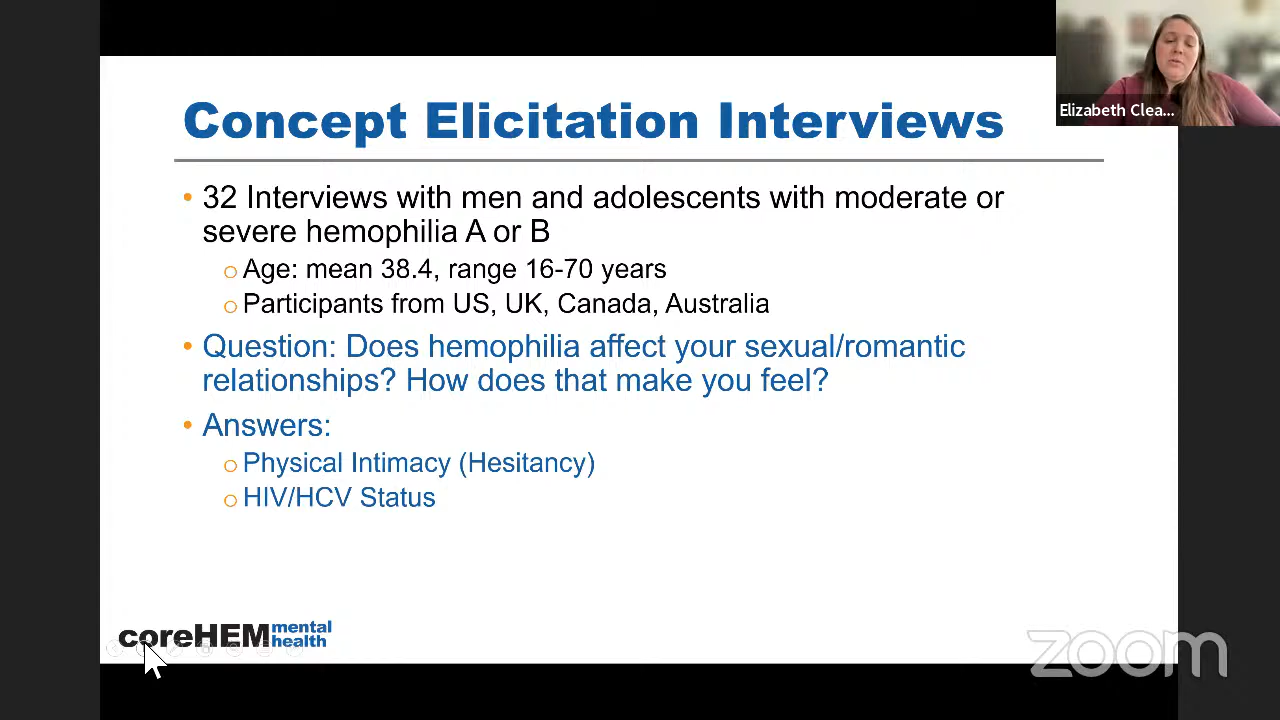 Concept Elicitation Interviews
• 32 Interviews with men and adolescents with moderate or
severe hemophilia A or B
o Age: mean 38.4, range 16-70 years
o Participants from US, UK, Canada, Australia
• Question: Does hemophilia affect your sexual/romantic
relationships? How does that make you feel?
• Answers:
o Physical Intimacy (Hesitancy)
o HIV/HCV Status
Elizabeth Clea...
coreHEM mental
health
zoom